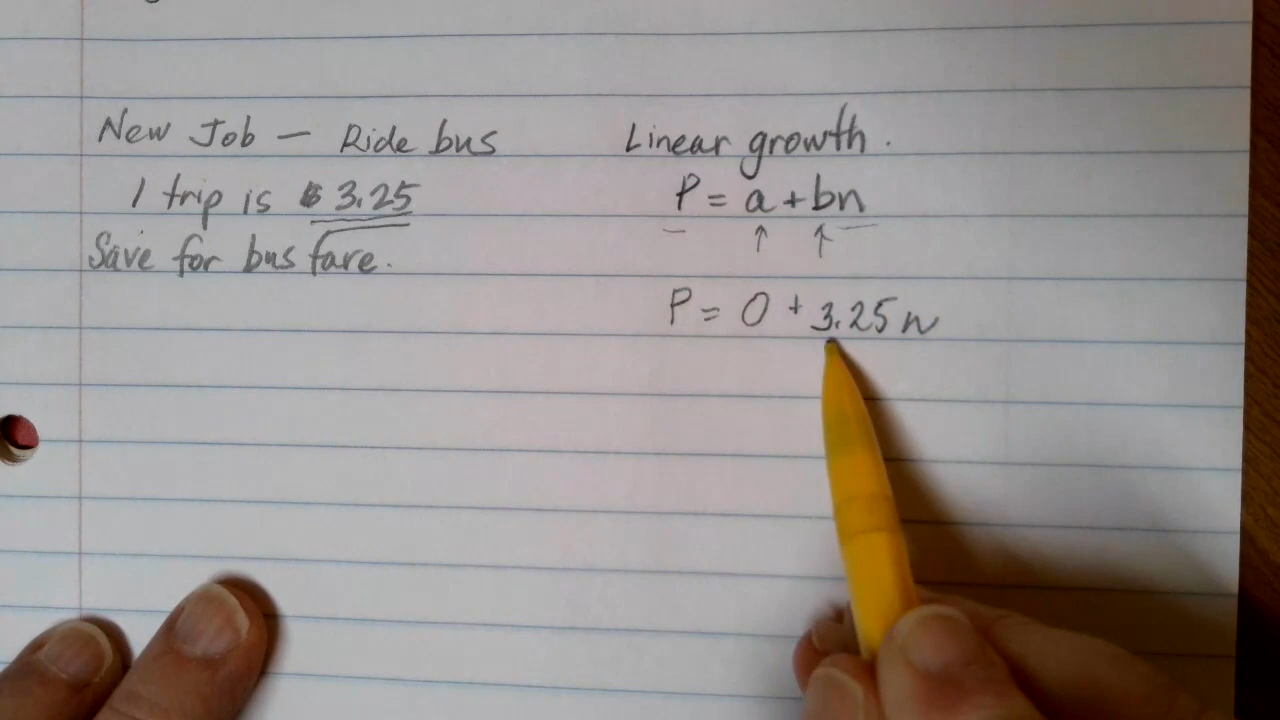 New Job — Ride bus
1 trip is $3.25
Save for bus fare.
Linear growth.
P = a + bn
P = 0 + 3.25n